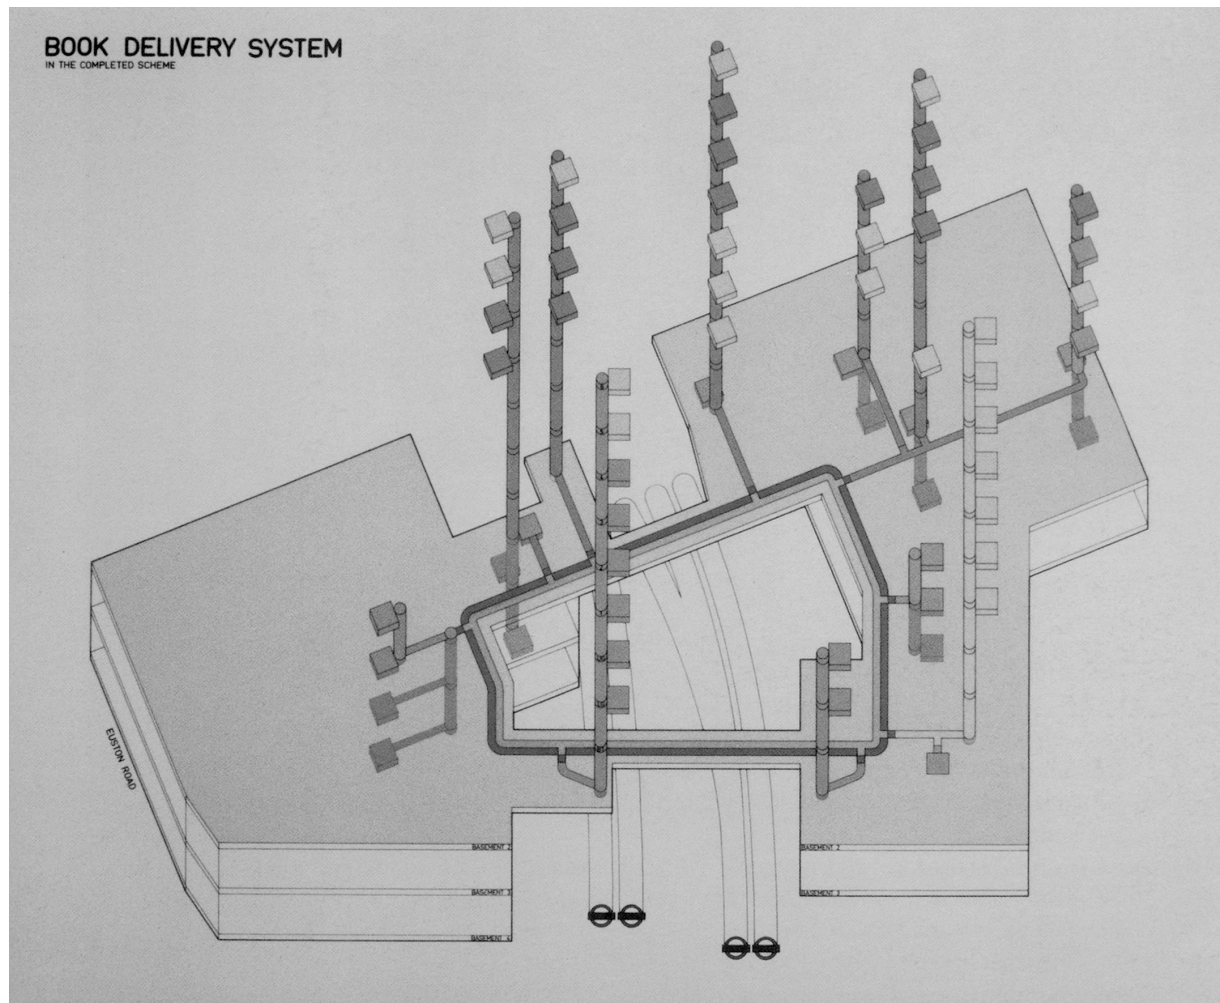 BOOK DELIVERY SYSTEM
IN THE COMPLETED SCHEME
EUSTON ROAD
BASEMENT 2
BASEMENT 3
BASEMENT 4
BASEMENT 2
BASEMENT 3